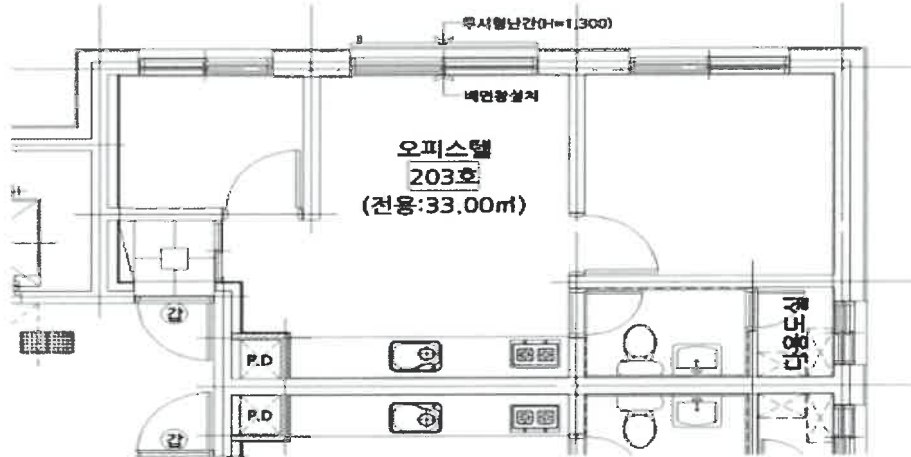 무시형난간(H=1,300)
B
배연창설치
오피스텔
203호
(전용:33.00㎡)
갑
다용도실
P.D
P.D
갑